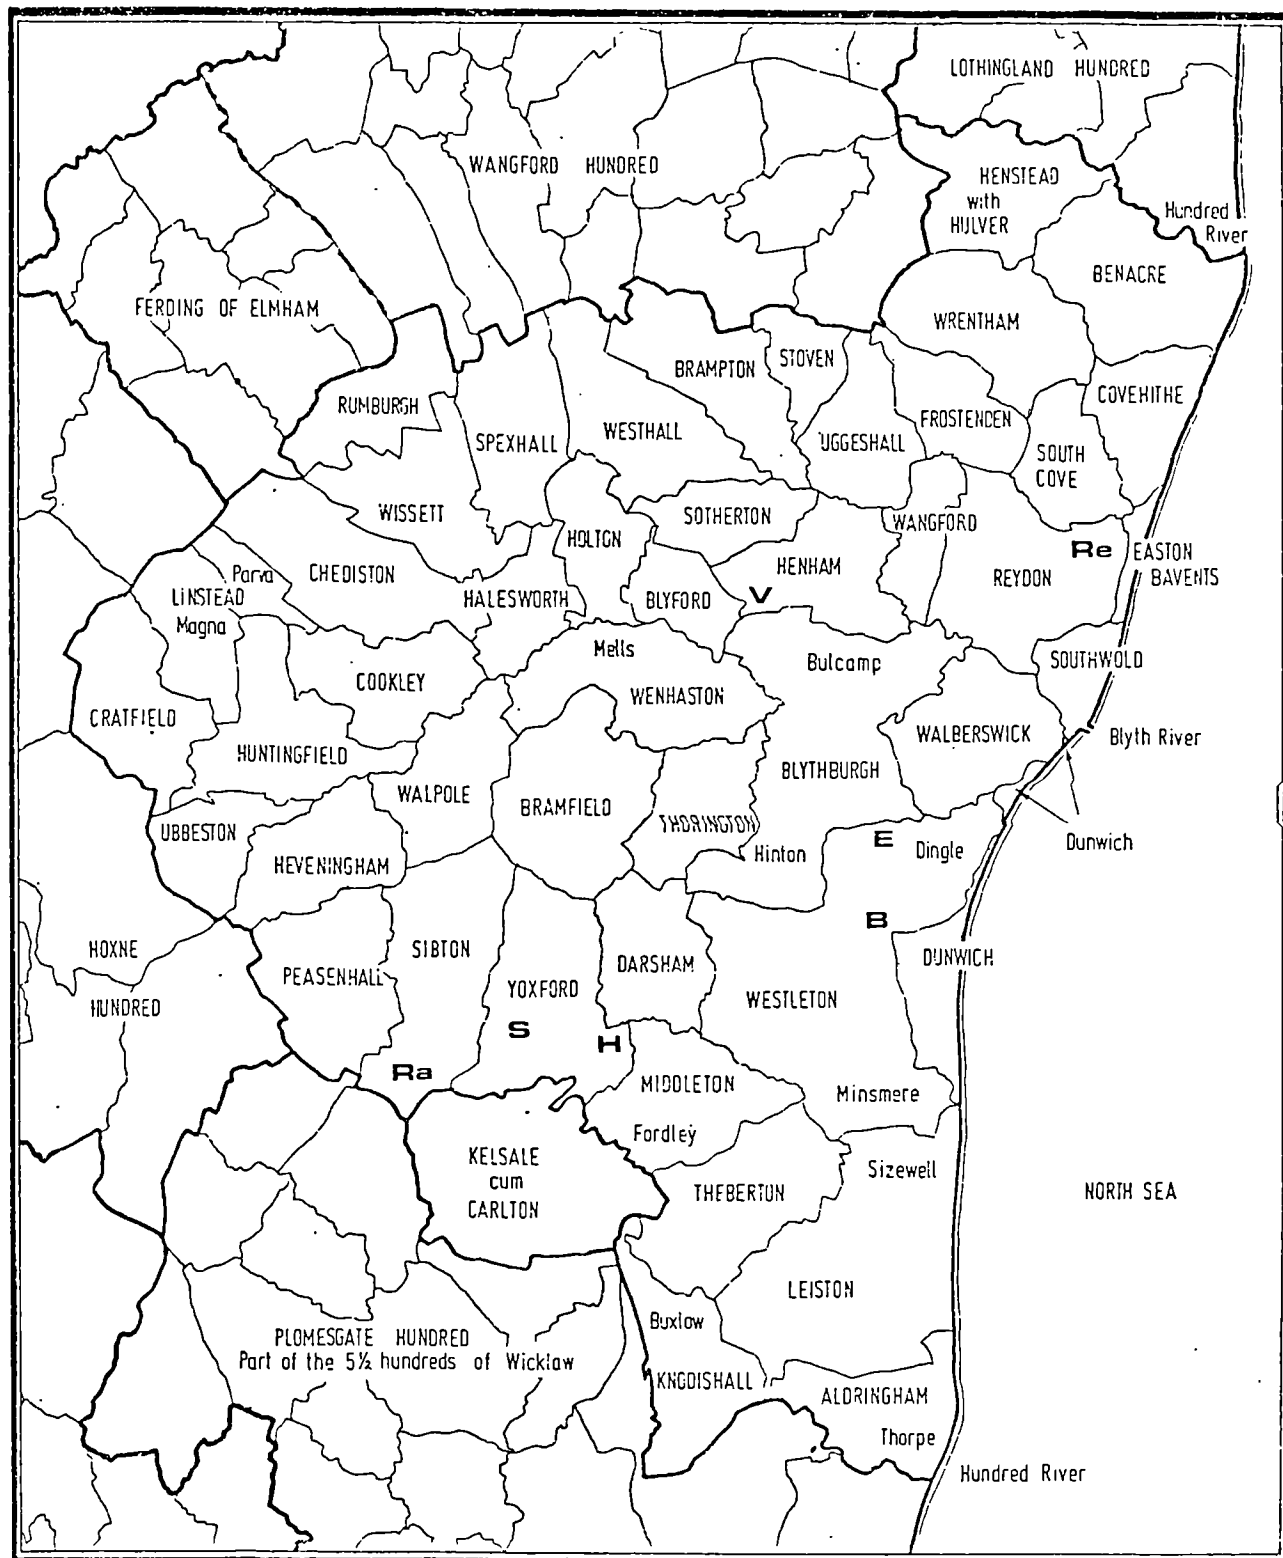 LOTHINGLAND HUNDRED
WANGFORD HUNDRED
HENSTEAD
with
HULVER
Hundred
River
BENACRE
FERDING OF ELMHAM
WRENTHAM
BRAMPTON
STOVEN
COVEHITHE
RUMBURGH
SPEXHALL
WESTHALL
UGGESHALL
FROSTENDEN
SOUTH
COVE
WISSETT
HOLTON
SOTHERTON
WANGFORD
Re
EASTON
BAVENTS
Parva
LINSTEAD
Magna
CHEDISTON
HALESWORTH
BLYFORD
V
HENHAM
REYDON
Mells
Bulcamp
SOUTHWOLD
COOKLEY
WENHASTON
CRATFIELD
HUNTINGFIELD
WALBERSWICK
Blyth River
BLYTHBURGH
WALPOLE
BRAMFIELD
THORINGTON
UBBESTON
HEVENINGHAM
Hinton
E
Dingle
Dunwich
B
HOXNE
HUNDRED
PEASENHALL
SIBTON
YOXFORD
DARSHAM
DUNWICH
WESTLETON
S
H
Ra
MIDDLETON
Minsmere
Fordley
KELSALE
cum
CARLTON
Sizewell
THEBERTON
NORTH SEA
LEISTON
Buxlow
PLOMESGATE HUNDRED
Part of the 5½ hundreds of Wicklaw
KNODISHALL
ALDRINGHAM
Thorpe
Hundred River